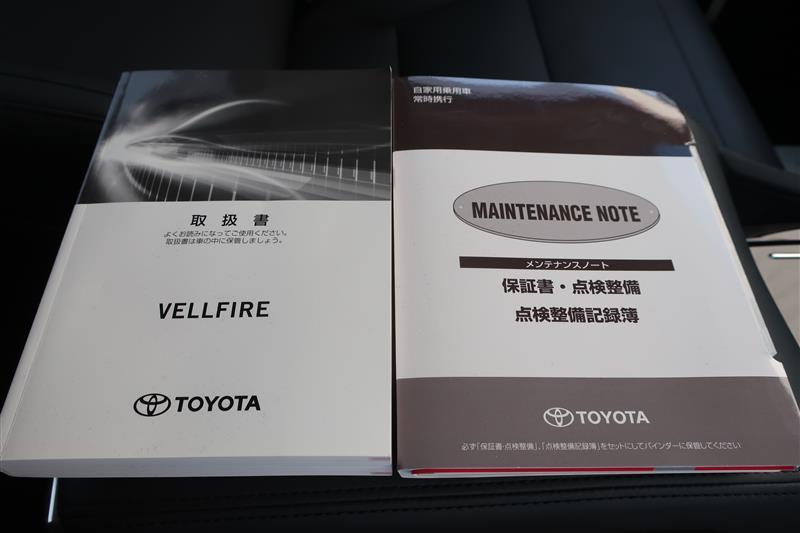 取扱書
よくお読みになってご使用ください。
取扱書は車の中に保管しましょう。
VELLFIRE
TOYOTA
自家用乗用車
常時携行
MAINTENANCE NOTE
メンテナンスノート
保証書・点検整備
点検整備記録簿
TOYOTA
必ず「保証書・点検整備」、「点検整備記録簿」をセットにしてバインダーに保管してください